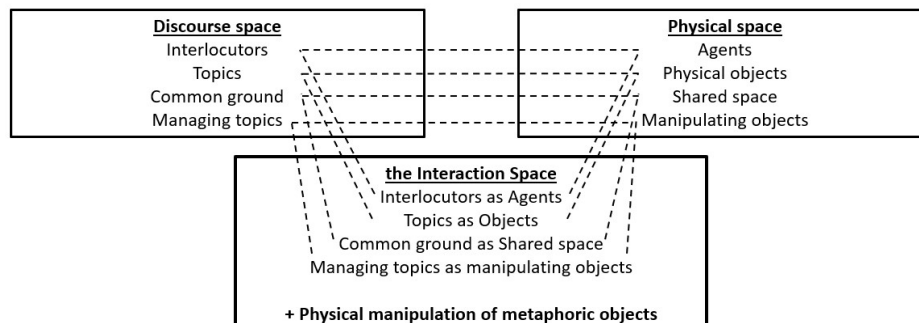 Discourse space
Interlocutors
Topics
Common ground
Managing topics
Physical space
Agents
Physical objects
Shared space
Manipulating objects
the Interaction Space
Interlocutors as Agents
Topics as Objects
Common ground as Shared space
Managing topics as manipulating objects
+ Physical manipulation of metaphoric objects